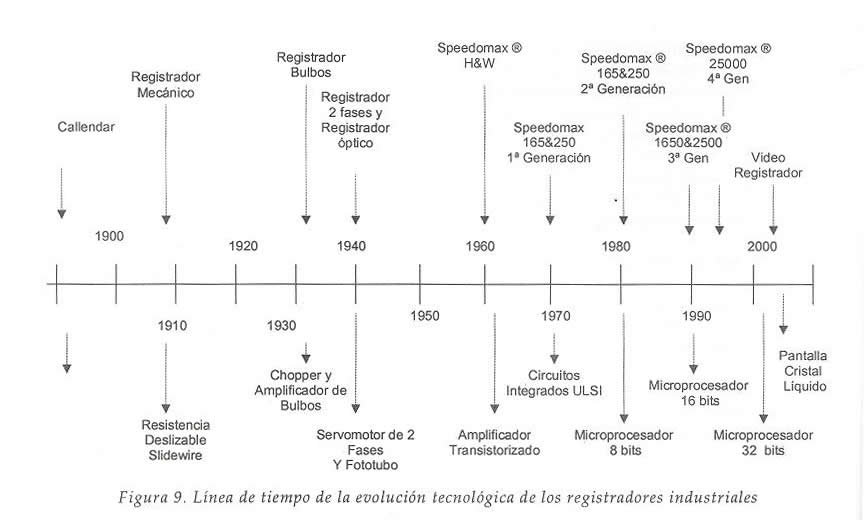 Callendar
Registrador
Mecánico
Registrador
Bulbos
Registrador
2 fases y
Registrador
óptico
Speedomax ®
H&W
Speedomax
165&250
1ª Generación
Speedomax ®
165&250
2ª Generación
Speedomax ®
1650&2500
3ª Gen
Speedomax ®
25000
4ª Gen
Video
Registrador
1900
1920
1940
1960
1980
2000
1910
1930
1950
1970
1990
Resistencia
Deslizable
Slidewire
Chopper y
Amplificador de
Bulbos
Servomotor de 2
Fases
Y Fototubo
Amplificador
Transistorizado
Circuitos
Integrados ULSI
Microprocesador
8 bits
Microprocesador
16 bits
Microprocesador
32 bits
Pantalla
Cristal
Líquido
Figura 9. Línea de tiempo de la evolución tecnológica de los registradores industriales